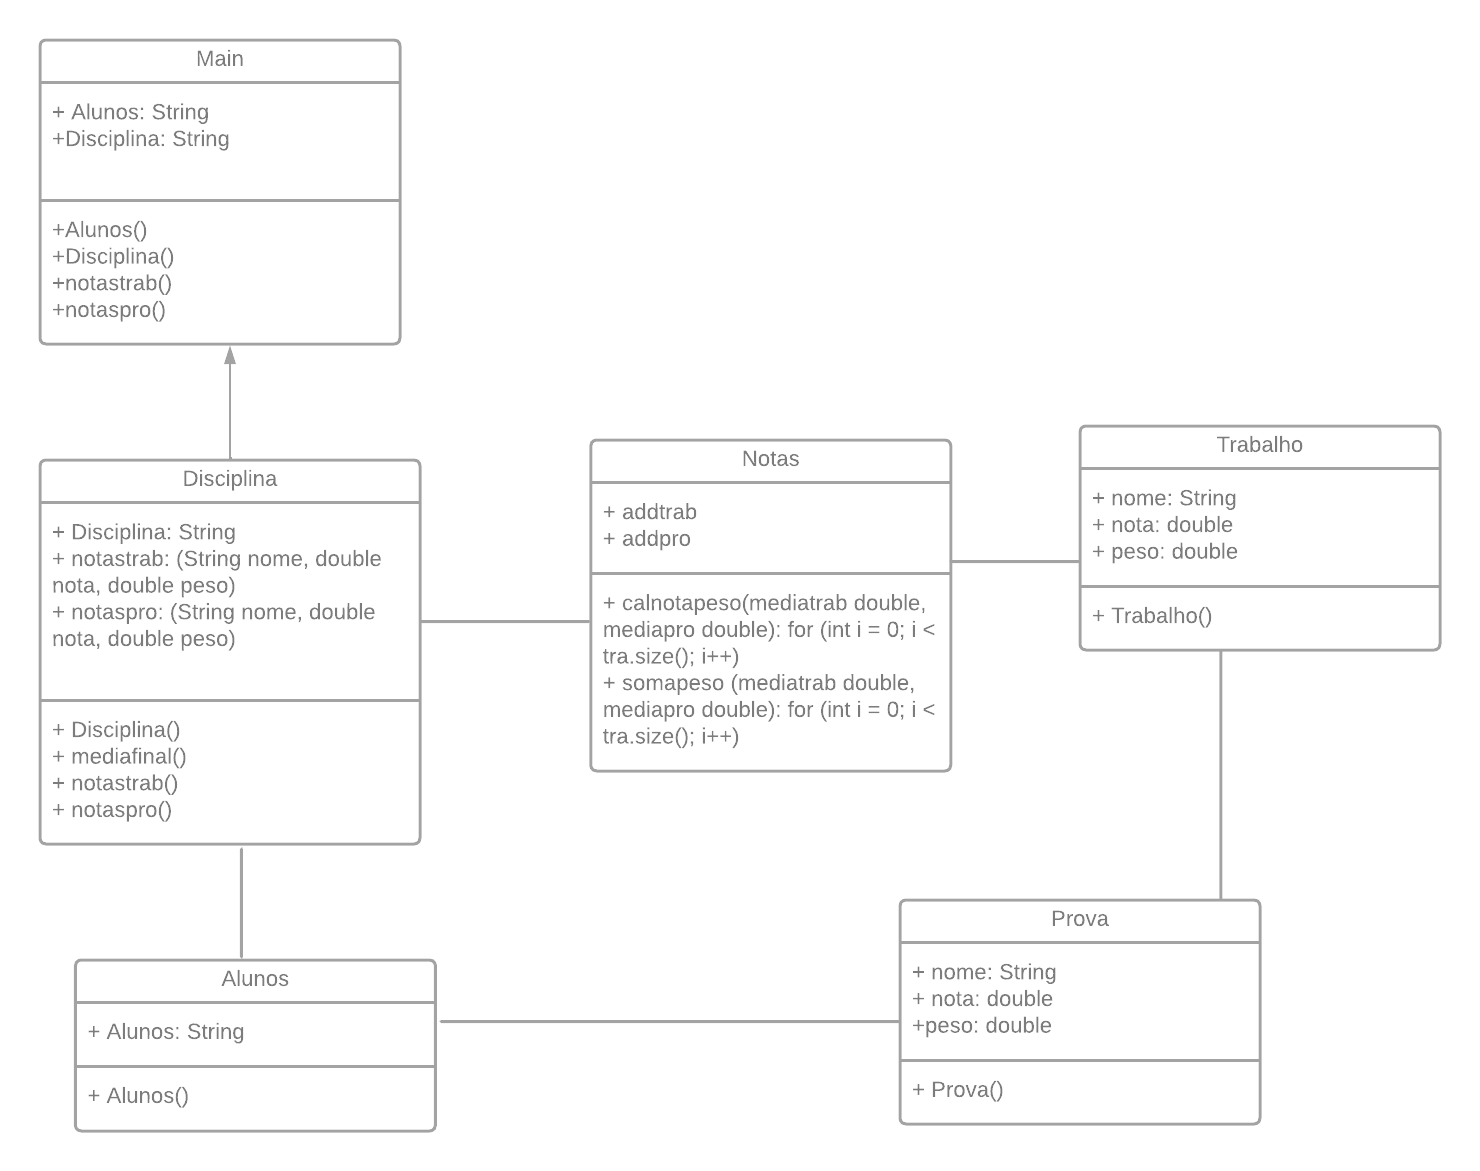 Main
+ Alunos: String
+Disciplina: String
+Alunos()
+Disciplina()
+notastrab()
+notaspro()
Disciplina
+ Disciplina: String
+ notastrab: (String nome, double
nota, double peso)
+ notaspro: (String nome, double
nota, double peso)
+ Disciplina()
+ mediafinal()
+ notastrab()
+ notaspro()
Notas
+ addtrab
+ addpro
+ calnotapeso(mediatrab double,
mediapro double): for (int i = 0; i <
tra.size(); i++)
+ somapeso (mediatrab double,
mediapro double): for (int i = 0; i <
tra.size(); i++)
Trabalho
+ nome: String
+ nota: double
+ peso: double
+ Trabalho()
Alunos
+ Alunos: String
+ Alunos()
Prova
+ nome: String
+ nota: double
+peso: double
+ Prova()